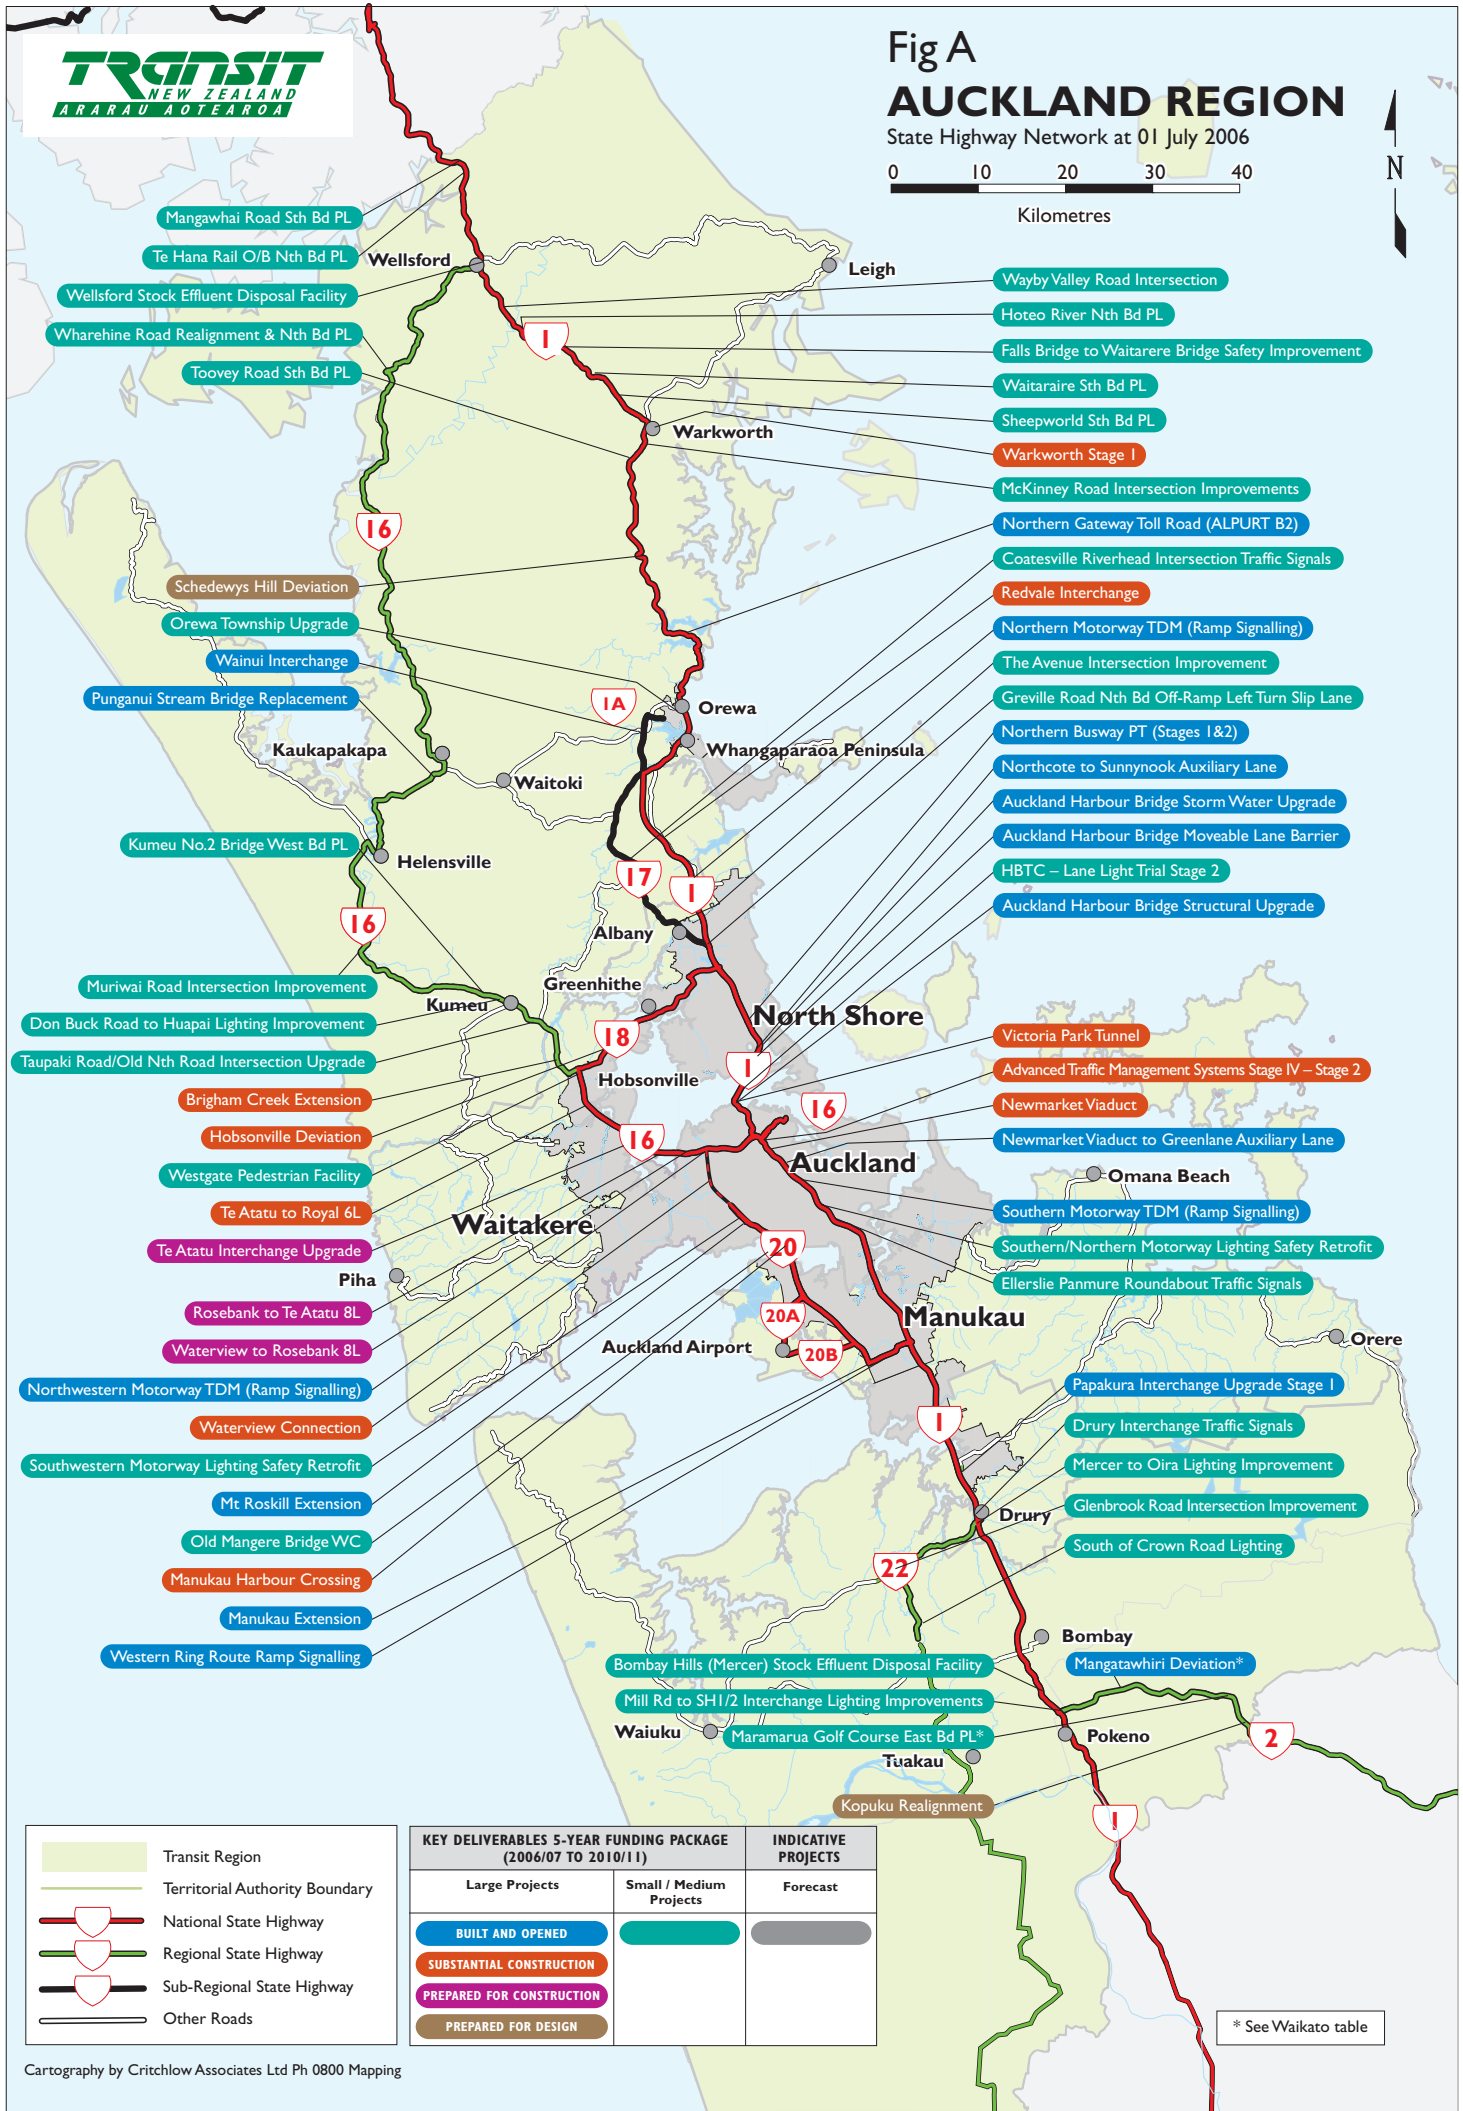 TRANSIT
NEW ZEALAND
ARARAU AOTEAROA
Fig A
AUCKLAND REGION
State Highway Network at 01 July 2006
0 10 20 30 40
Kilometres
N
Mangawhai Road Sth Bd PL
Te Hana Rail O/B Nth Bd PL
Wellsford Stock Effluent Disposal Facility
Wharehine Road Realignment & Nth Bd PL
Toovey Road Sth Bd PL
Schedewys Hill Deviation
Orewa Township Upgrade
Wainui Interchange
Punganui Stream Bridge Replacement
Kumeu No.2 Bridge West Bd PL
Muriwai Road Intersection Improvement
Don Buck Road to Huapai Lighting Improvement
Taupaki Road/Old Nth Road Intersection Upgrade
Brigham Creek Extension
Hobsonville Deviation
Westgate Pedestrian Facility
Te Atatu to Royal 6L
Te Atatu Interchange Upgrade
Rosebank to Te Atatu 8L
Waterview to Rosebank 8L
Northwestern Motorway TDM (Ramp Signalling)
Waterview Connection
Southwestern Motorway Lighting Safety Retrofit
Mt Roskill Extension
Old Mangere Bridge WC
Manukau Harbour Crossing
Manukau Extension
Western Ring Route Ramp Signalling
Wayby Valley Road Intersection
Hoteo River Nth Bd PL
Falls Bridge to Waitarere Bridge Safety Improvement
Waitaraire Sth Bd PL
Sheepworld Sth Bd PL
Warkworth Stage 1
McKinney Road Intersection Improvements
Northern Gateway Toll Road (ALPURT B2)
Coatesville Riverhead Intersection Traffic Signals
Redvale Interchange
Northern Motorway TDM (Ramp Signalling)
The Avenue Intersection Improvement
Greville Road Nth Bd Off-Ramp Left Turn Slip Lane
Northern Busway PT (Stages 1&2)
Northcote to Sunnynook Auxiliary Lane
Auckland Harbour Bridge Storm Water Upgrade
Auckland Harbour Bridge Moveable Lane Barrier
HBTC – Lane Light Trial Stage 2
Auckland Harbour Bridge Structural Upgrade
Victoria Park Tunnel
Advanced Traffic Management Systems Stage IV – Stage 2
Newmarket Viaduct
Newmarket Viaduct to Greenlane Auxiliary Lane
Southern Motorway TDM (Ramp Signalling)
Southern/Northern Motorway Lighting Safety Retrofit
Ellerslie Panmure Roundabout Traffic Signals
Papakura Interchange Upgrade Stage 1
Drury Interchange Traffic Signals
Mercer to Oira Lighting Improvement
Glenbrook Road Intersection Improvement
South of Crown Road Lighting
Mangatawhiri Deviation*
Bombay Hills (Mercer) Stock Effluent Disposal Facility
Mill Rd to SH1/2 Interchange Lighting Improvements
Maramarua Golf Course East Bd PL*
Kopuku Realignment
Wellsford
Leigh
1
Warkworth
16
1A
Orewa
Kaukapakapa
Whangaparaoa Peninsula
Waitoki
Helensville
17
1
16
Albany
Greenhithe
Kumeu
North Shore
18
1
Hobsonville
16
16
Auckland
Omana Beach
Waitakere
20
Piha
20A
Manukau
Auckland Airport
20B
Orere
1
Drury
22
Bombay
Waiuku
Pokeno
2
Tuakau
1
Transit Region
Territorial Authority Boundary
National State Highway
Regional State Highway
Sub-Regional State Highway
Other Roads
KEY DELIVERABLES 5-YEAR FUNDING PACKAGE
(2006/07 TO 2010/11)
INDICATIVE
PROJECTS
Large Projects
Small / Medium
Projects
Forecast
BUILT AND OPENED
SUBSTANTIAL CONSTRUCTION
PREPARED FOR CONSTRUCTION
PREPARED FOR DESIGN
* See Waikato table
Cartography by Critchlow Associates Ltd Ph 0800 Mapping